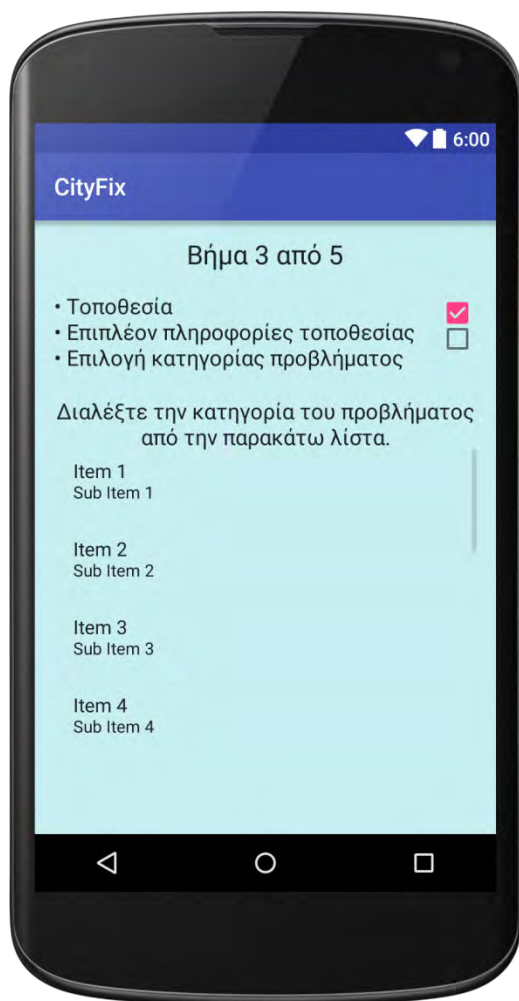 6:00
CityFix
Βήμα 3 από 5
• Τοποθεσία
• Επιπλέον πληροφορίες τοποθεσίας
• Επιλογή κατηγορίας προβλήματος
Διαλέξτε την κατηγορία του προβλήματος
από την παρακάτω λίστα.
Item 1
Sub Item 1
Item 2
Sub Item 2
Item 3
Sub Item 3
Item 4
Sub Item 4